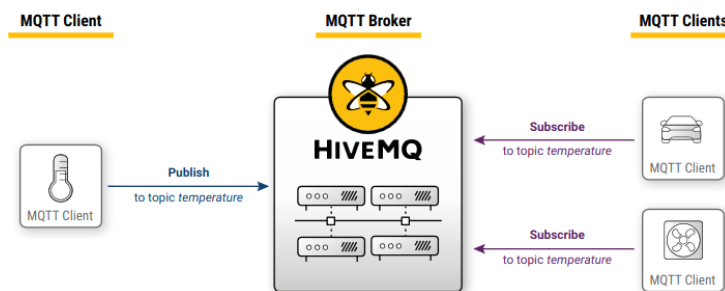 MQTT Client
MQTT Broker
MQTT Clients
HIVEMQ
Publish
to topic temperature
MQTT Client
Subscribe
to topic temperature
MQTT Client
Subscribe
to topic temperature
MQTT Client